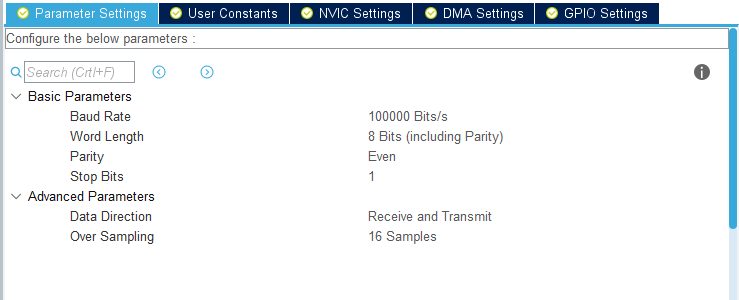 Parameter Settings User Constants NVIC Settings DMA Settings GPIO Settings
Configure the below parameters :
Search (Crtl+F)
Basic Parameters
Baud Rate 100000 Bits/s
Word Length 8 Bits (including Parity)
Parity Even
Stop Bits 1
Advanced Parameters
Data Direction Receive and Transmit
Over Sampling 16 Samples